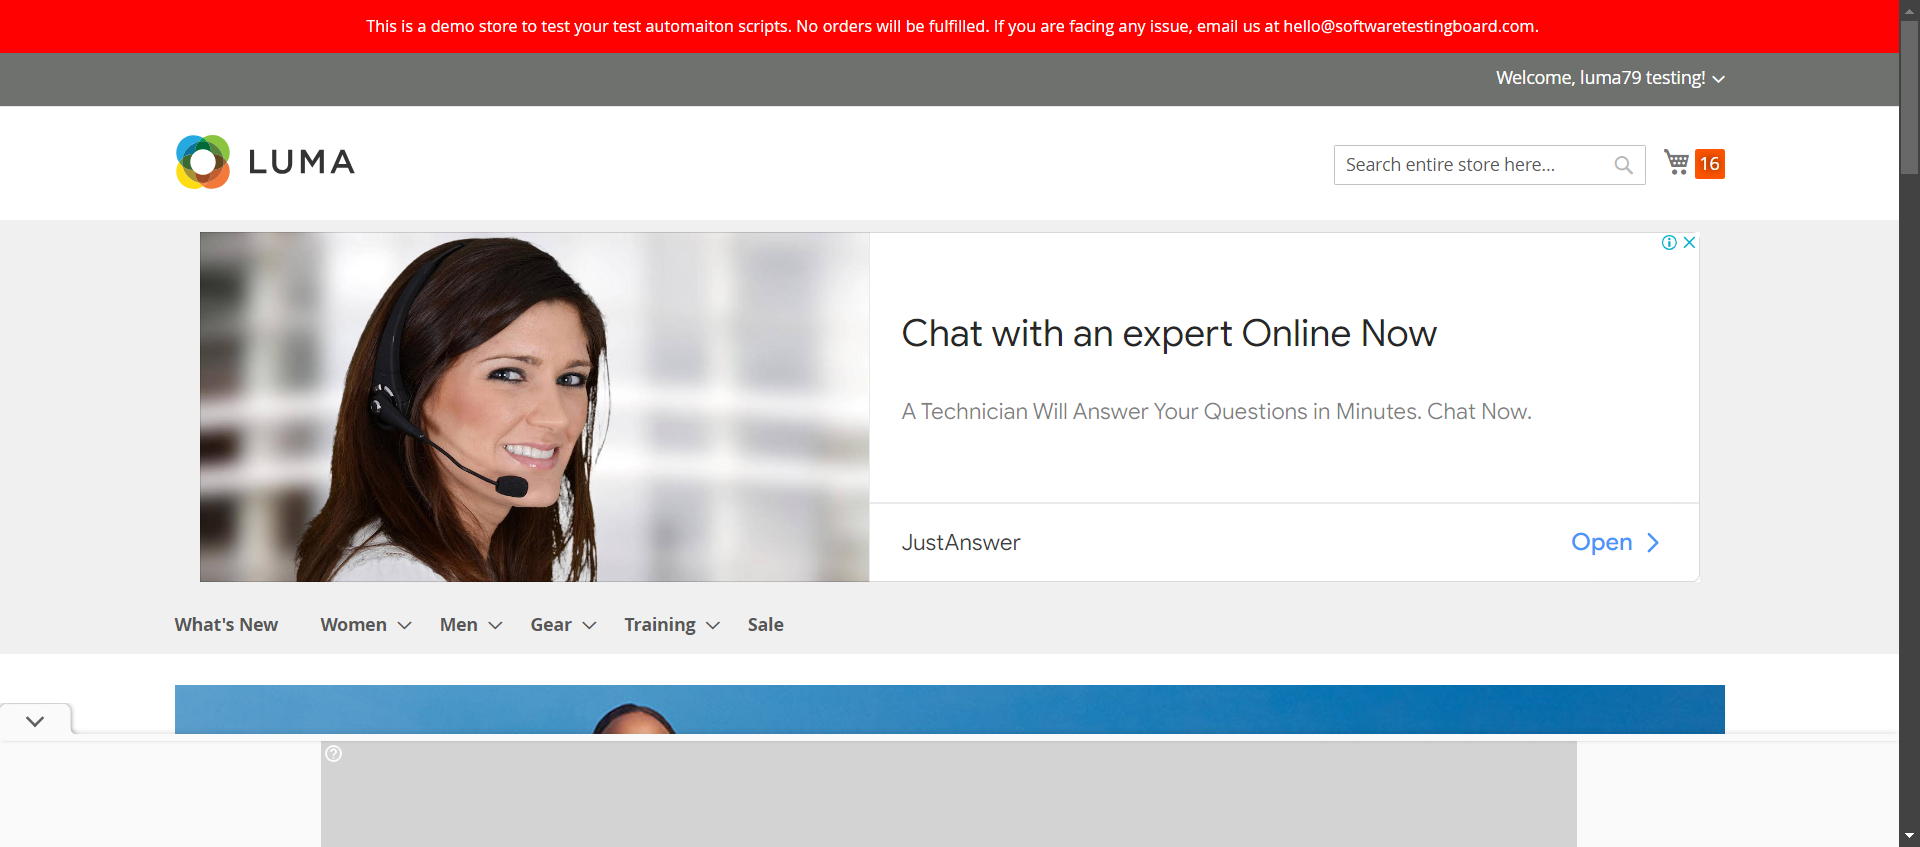 This is a demo store to test your test automaiton scripts. No orders will be fulfilled. If you are facing any issue, email us at hello@softwaretestingboard.com.
Welcome, luma79 testing!
LUMA
Search entire store here...
16
Chat with an expert Online Now
A Technician Will Answer Your Questions in Minutes. Chat Now.
JustAnswer
Open
What's New
Women
Men
Gear
Training
Sale